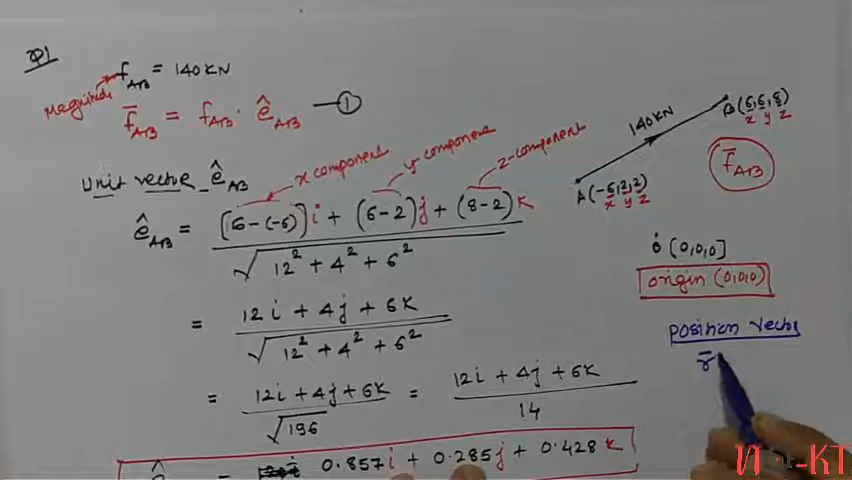 Q1
f_AB = 140KN
Magnitude
F̄_AB = f_AB · ê_AB —①
Unit vector ê_AB
x component
y-component
z-component
ê_AB = [6-(-6)]i + (6-2)j + (8-2)K
√12² + 4² + 6²
= 12i + 4j + 6K
√12² + 4² + 6²
= 12i + 4j + 6K = 12i + 4j + 6K
√196 14
= 0.857i + 0.285j + 0.428K
140KN
B(6,6,8)
x y z
A(-6,2,2)
x y z
F̄_AB
o (0,0,0]
origin (0,0,0)
Position vector
r̄
-KT